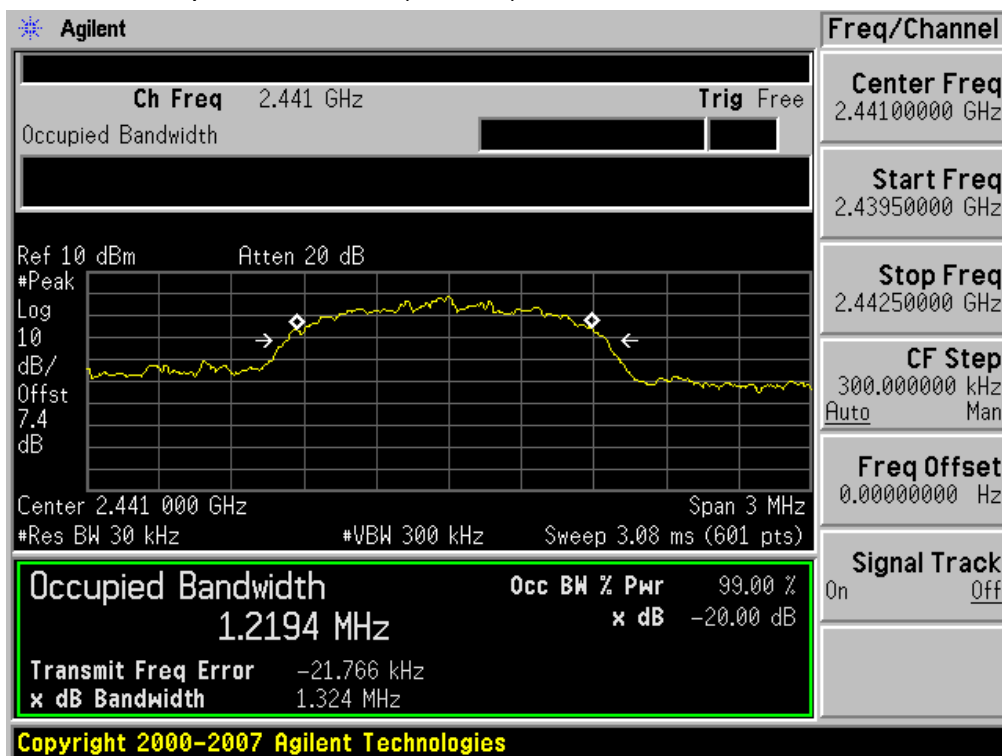 Agilent
Freq/Channel
Ch Freq 2.441 GHz Trig Free
Occupied Bandwidth
Center Freq
2.44100000 GHz
Start Freq
2.43950000 GHz
Stop Freq
2.44250000 GHz
CF Step
300.000000 kHz
Auto Man
Freq Offset
0.00000000 Hz
Signal Track
On Off
Ref 10 dBm Atten 20 dB
#Peak
Log
10
dB/
Offst
7.4
dB
Center 2.441 000 GHz Span 3 MHz
#Res BW 30 kHz #VBW 300 kHz Sweep 3.08 ms (601 pts)
Occupied Bandwidth Occ BW % Pwr 99.00 %
1.2194 MHz x dB -20.00 dB
Transmit Freq Error -21.766 kHz
x dB Bandwidth 1.324 MHz
Copyright 2000-2007 Agilent Technologies